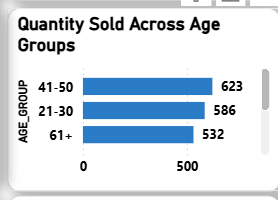 Quantity Sold Across Age
Groups
AGE_GROUP
41-50 623
21-30 586
61+ 532
0 500